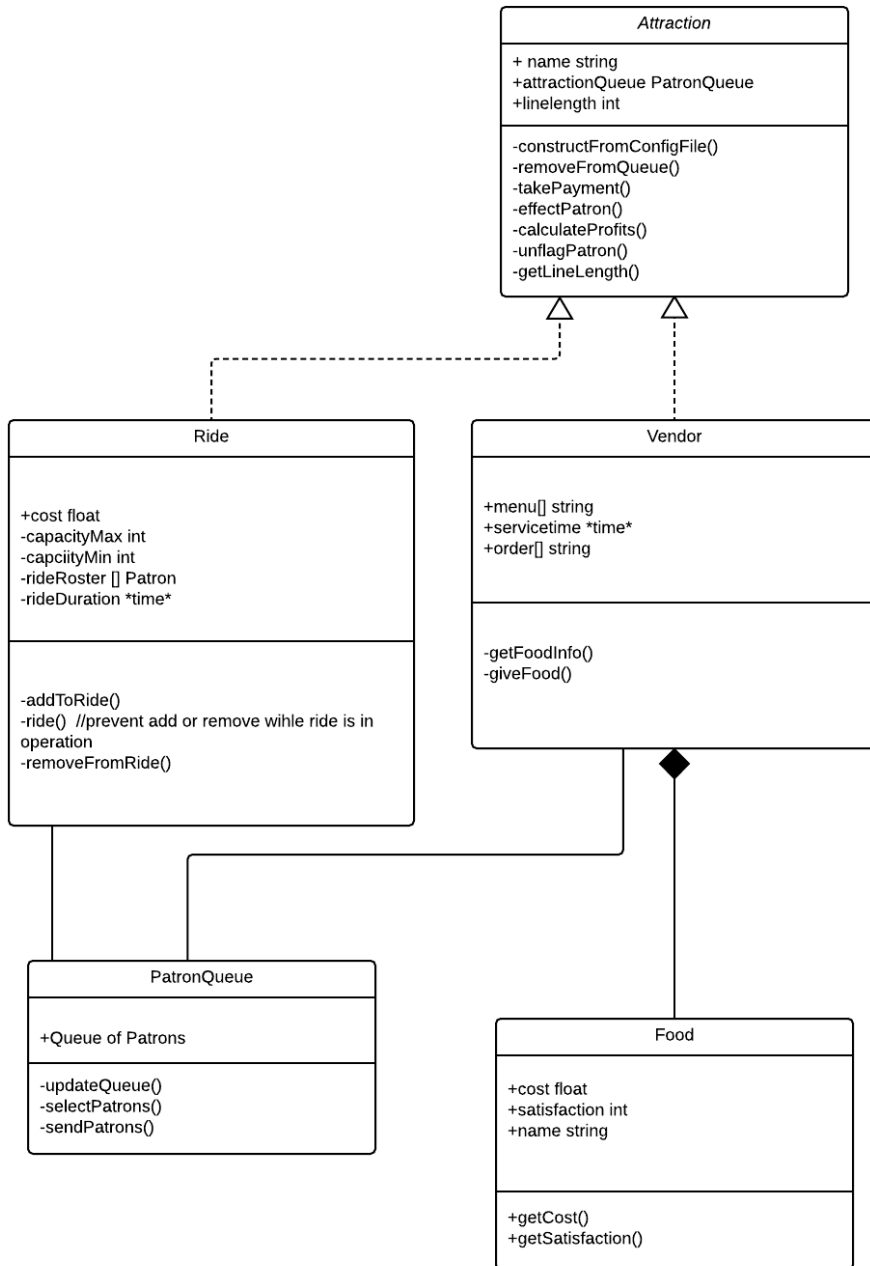 Attraction
+ name string
+attractionQueue PatronQueue
+linelength int
-constructFromConfigFile()
-removeFromQueue()
-takePayment()
-effectPatron()
-calculateProfits()
-unflagPatron()
-getLineLength()
Ride
+cost float
-capacityMax int
-capciityMin int
-rideRoster [] Patron
-rideDuration *time*
-addToRide()
-ride()  //prevent add or remove wihle ride is in
operation
-removeFromRide()
Vendor
+menu[] string
+servicetime *time*
+order[] string
-getFoodInfo()
-giveFood()
PatronQueue
+Queue of Patrons
-updateQueue()
-selectPatrons()
-sendPatrons()
Food
+cost float
+satisfaction int
+name string
+getCost()
+getSatisfaction()